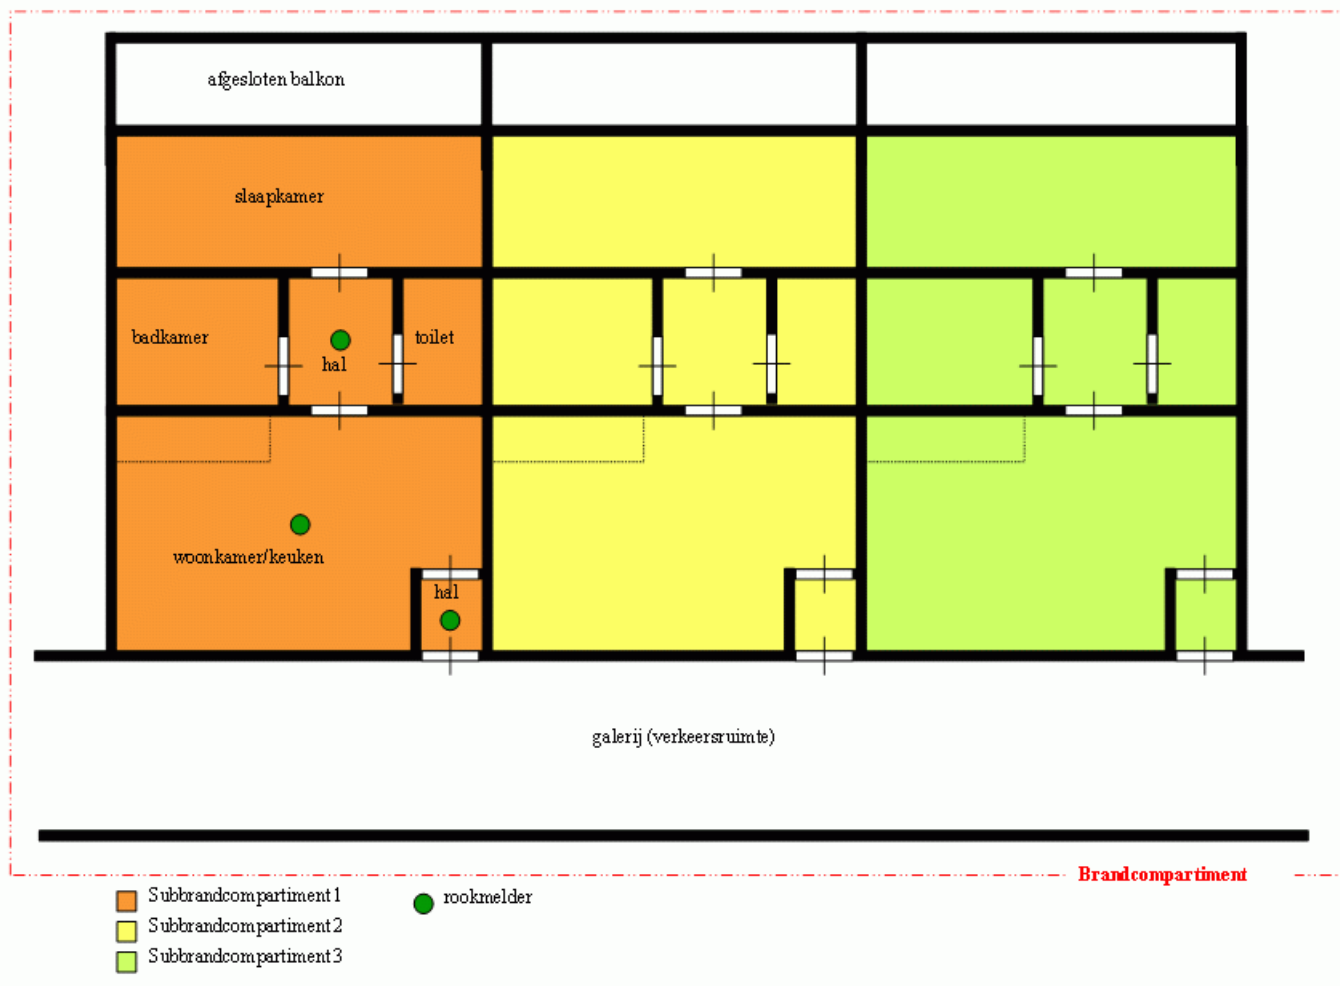 afgesloten balkon
slaapkamer
badkamer
hal
toilet
woonkamer/keuken
hal
galerij (verkeersruimte)
Brandcompartiment
Subbrandcompartiment 1
rookmelder
Subbrandcompartiment 2
Subbrandcompartiment 3